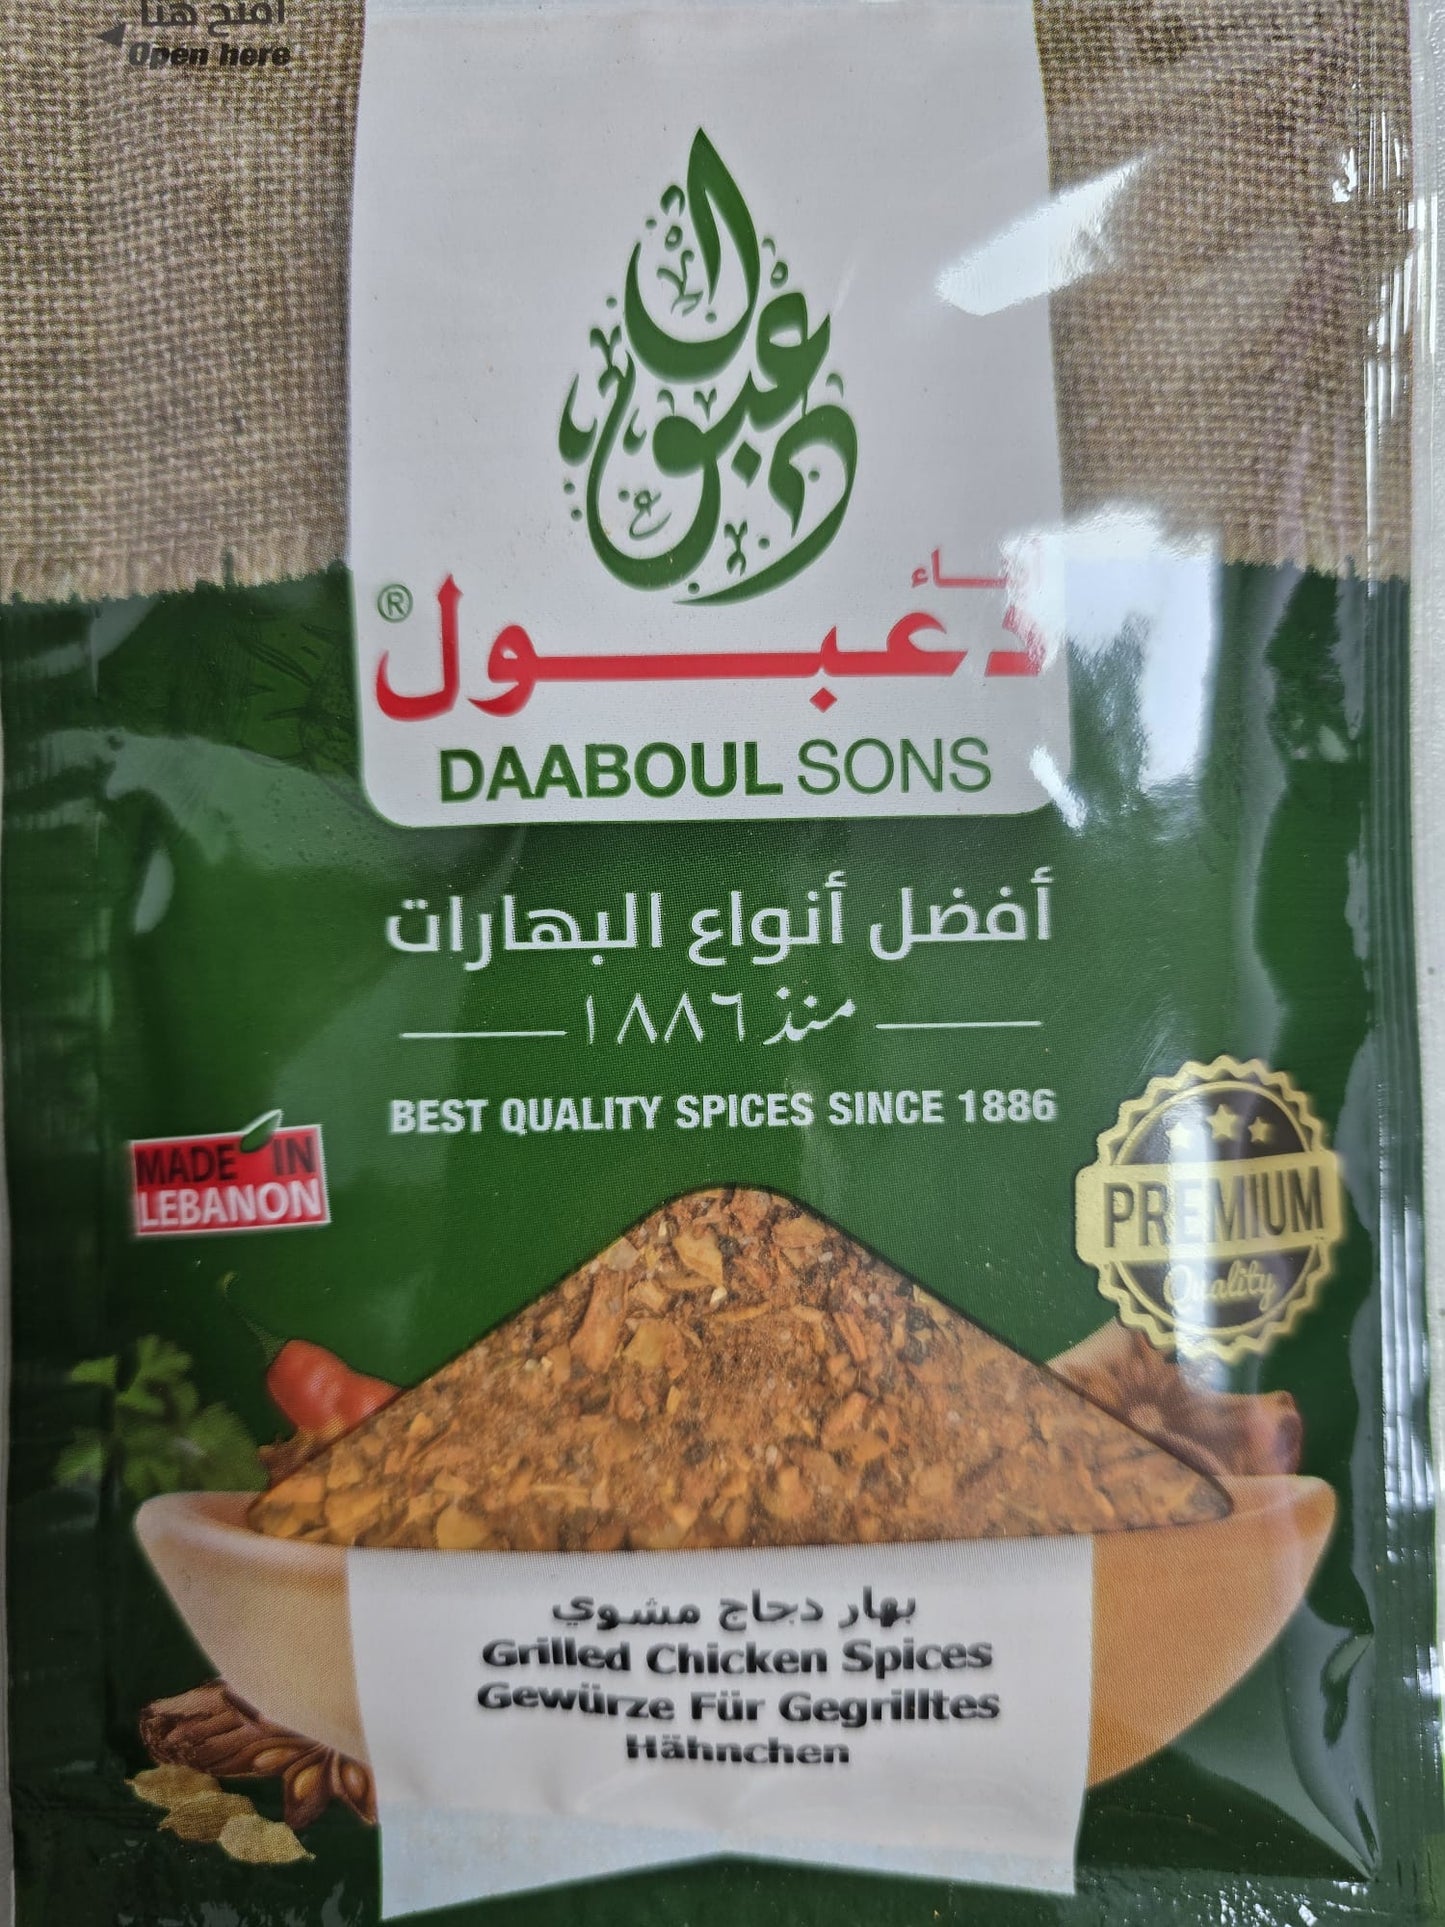 افتح هنا
Open here
دعبول
أبناء
دعبول
®
DAABOUL SONS
أفضل أنواع البهارات
منذ ١٨٨٦
BEST QUALITY SPICES SINCE 1886
MADE IN
LEBANON
PREMIUM
Quality
بهار دجاج مشوي
Grilled Chicken Spices
Gewürze Für Gegrilltes
Hähnchen